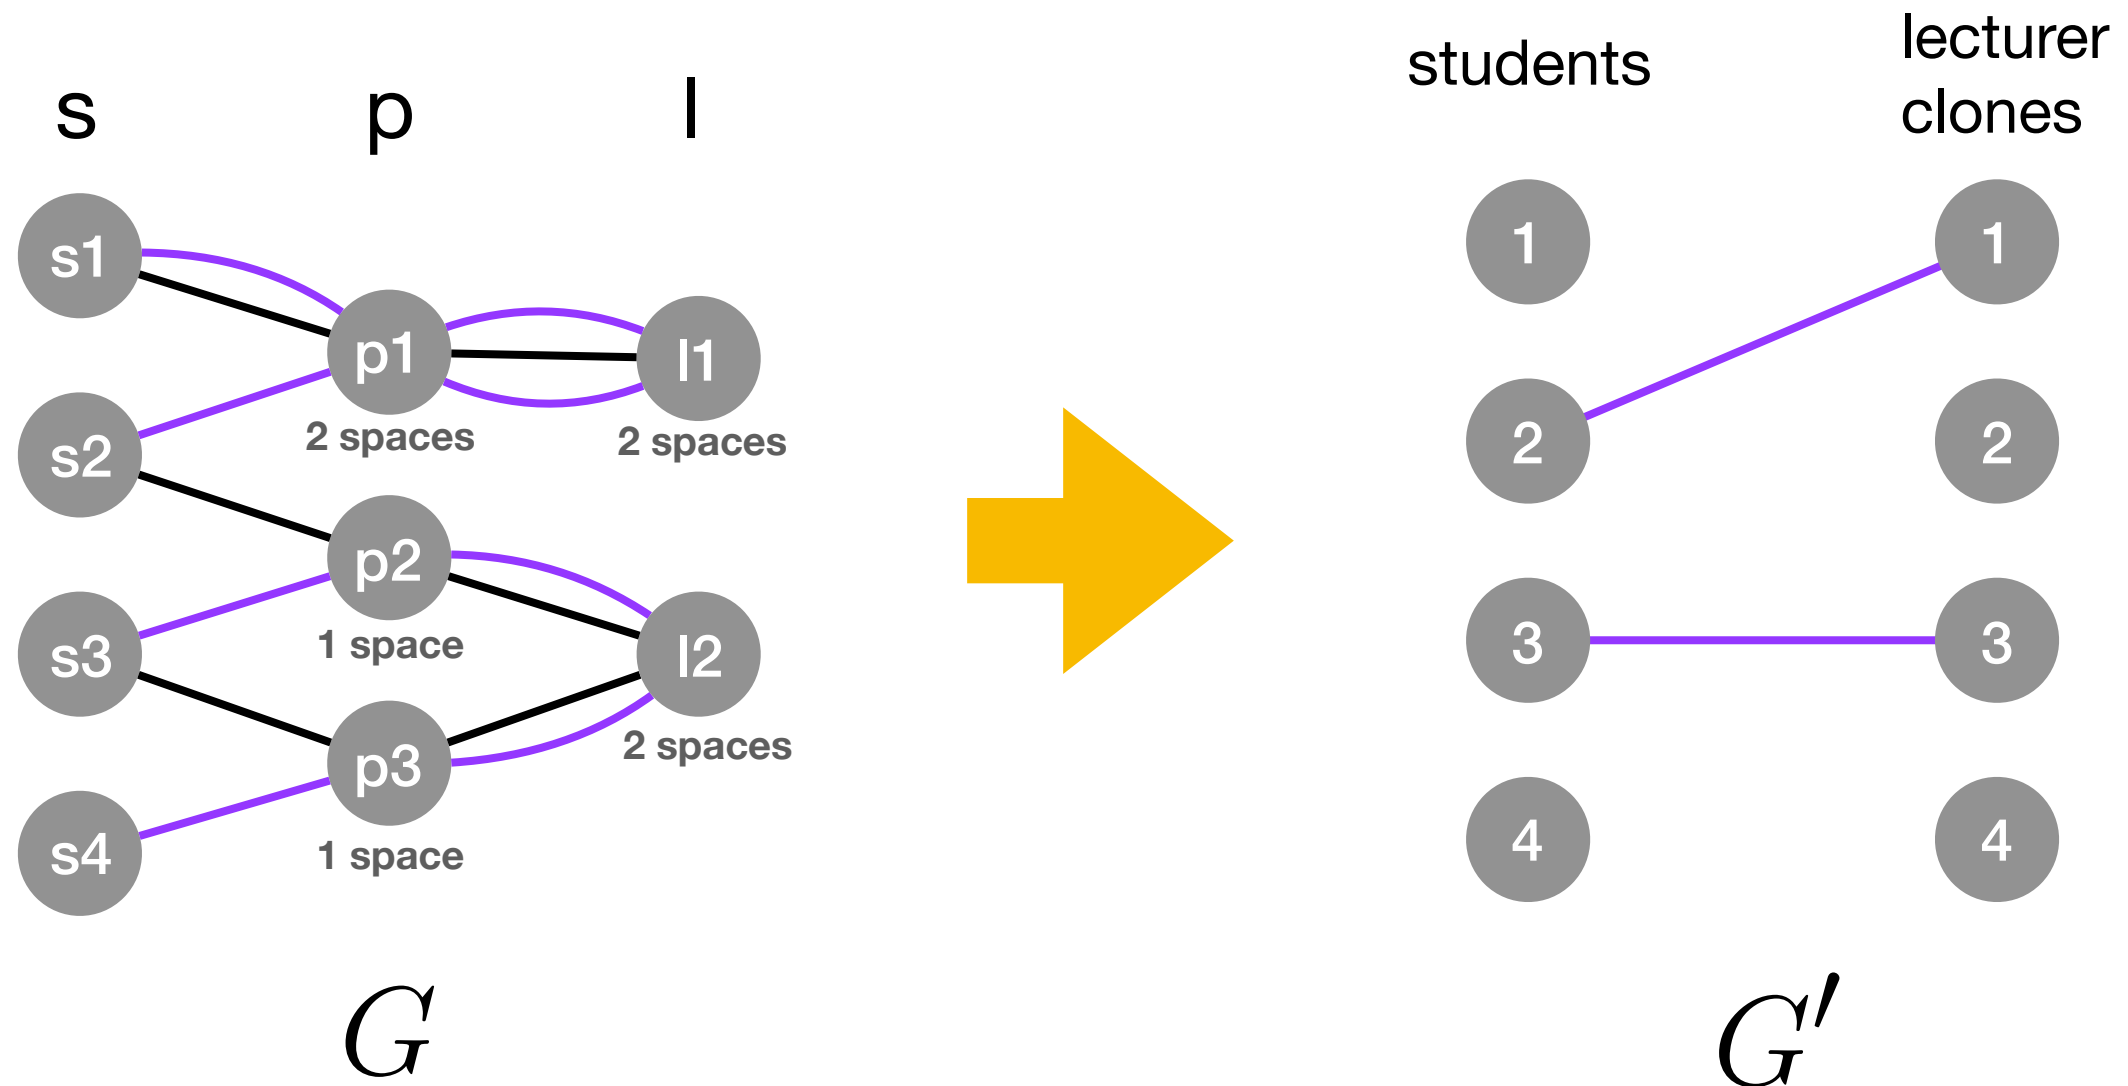 s p l
students
lecturer
clones
s1
s2
s3
s4
p1
2 spaces
p2
1 space
p3
1 space
l1
2 spaces
l2
2 spaces
G
1
2
3
4
1
2
3
4
G′